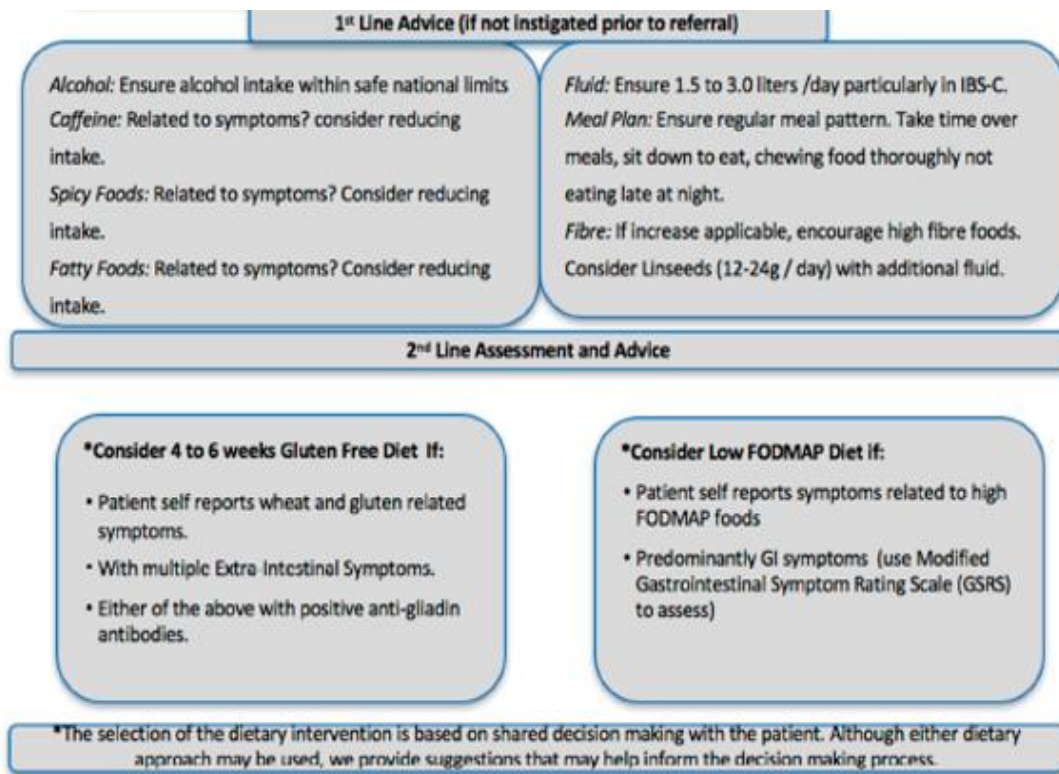 1st Line Advice (if not instigated prior to referral)
Alcohol: Ensure alcohol intake within safe national limits
Caffeine: Related to symptoms? consider reducing
intake.
Spicy Foods: Related to symptoms? Consider reducing
intake.
Fatty Foods: Related to symptoms? Consider reducing
intake.
Fluid: Ensure 1.5 to 3.0 liters /day particularly in IBS-C.
Meal Plan: Ensure regular meal pattern. Take time over
meals, sit down to eat, chewing food thoroughly not
eating late at night.
Fibre: If increase applicable, encourage high fibre foods.
Consider Linseeds (12-24g / day) with additional fluid.
2nd Line Assessment and Advice
*Consider 4 to 6 weeks Gluten Free Diet If:
• Patient self reports wheat and gluten related
symptoms.
• With multiple Extra-Intestinal Symptoms.
• Either of the above with positive anti-gliadin
antibodies.
*Consider Low FODMAP Diet if:
• Patient self reports symptoms related to high
FODMAP foods
• Predominantly GI symptoms (use Modified
Gastrointestinal Symptom Rating Scale (GSRS)
to assess)
*The selection of the dietary intervention is based on shared decision making with the patient. Although either dietary
approach may be used, we provide suggestions that may help inform the decision making process.